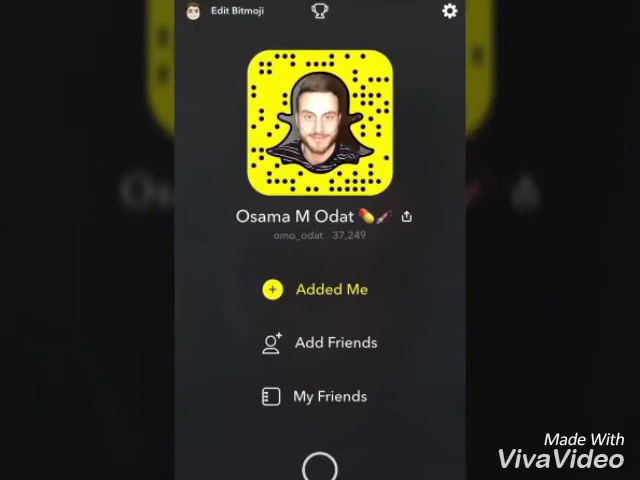 Edit Bitmoji
Osama M Odat
omo_odat 37,249
Added Me
Add Friends
My Friends
Made With
VivaVideo